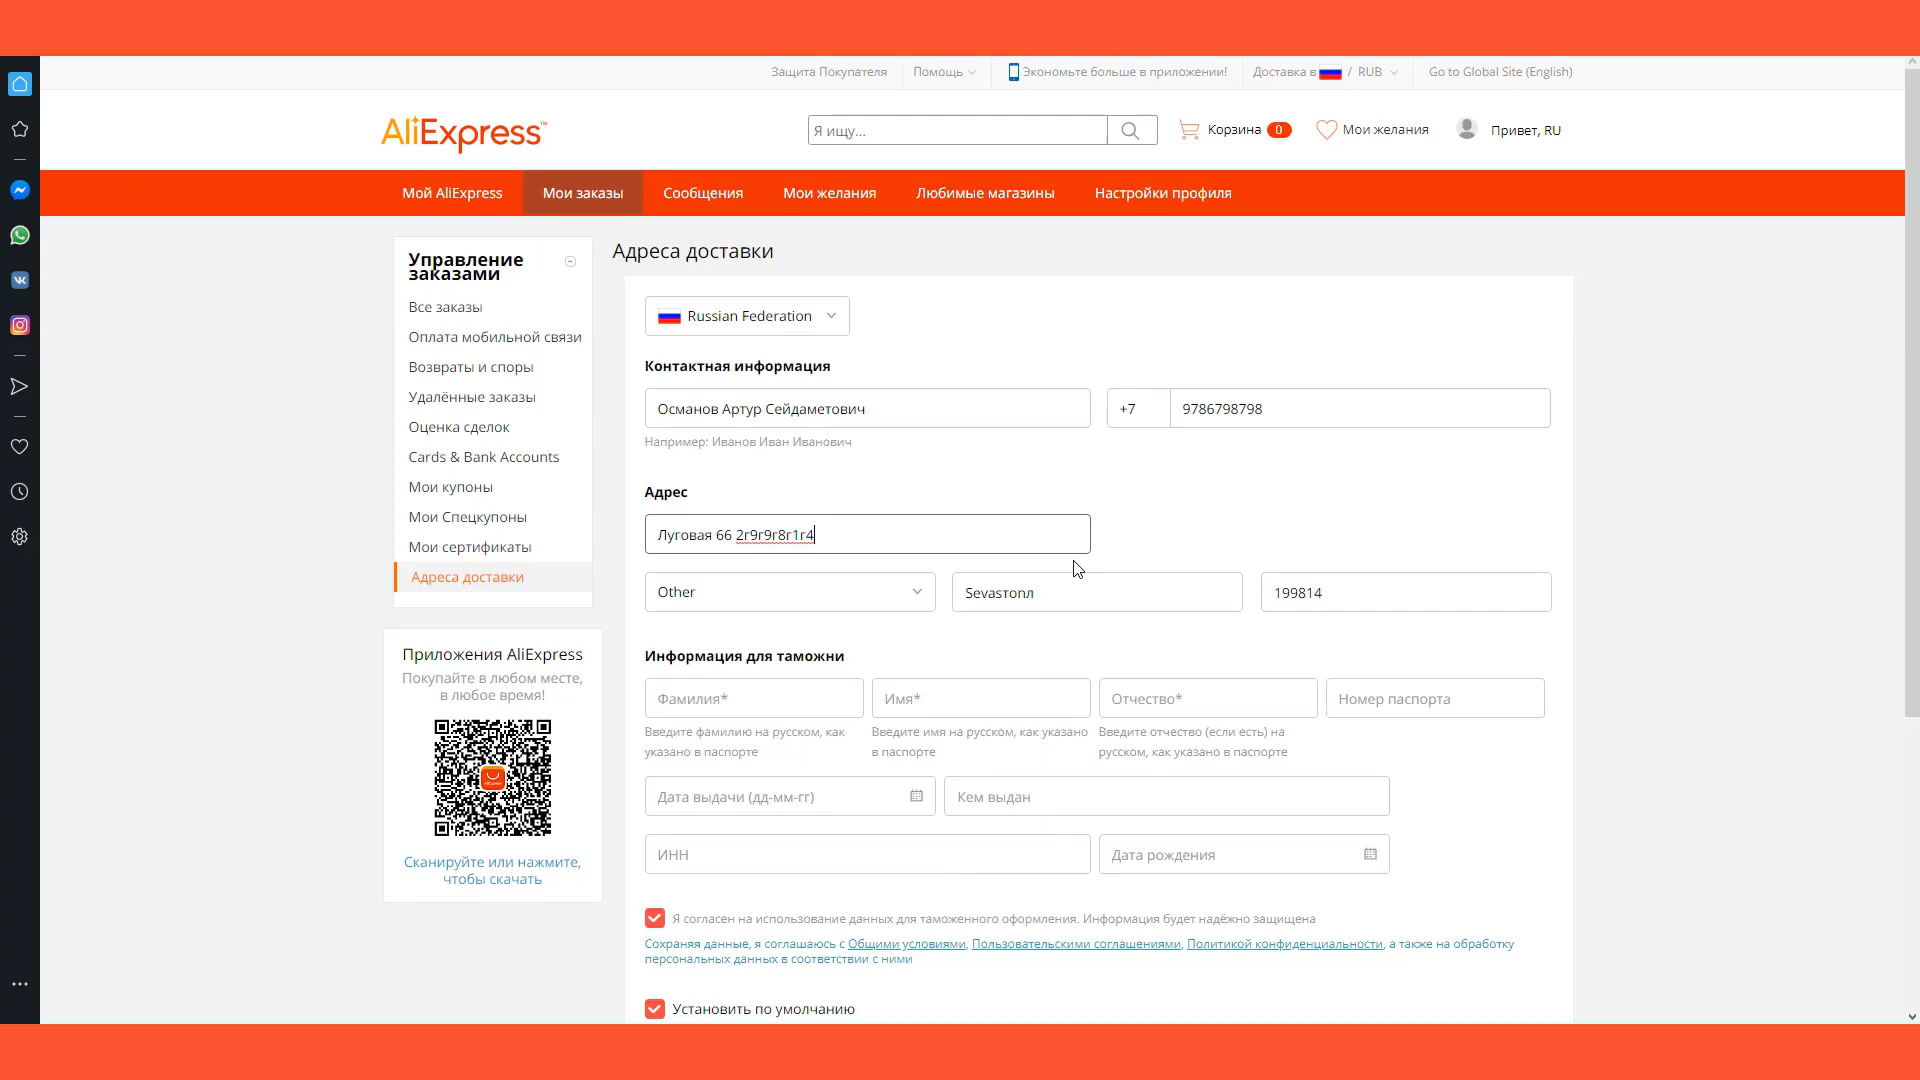 Защита Покупателя
Помощь
Экономьте больше в приложении!
Доставка в / RUB
Go to Global Site (English)
AliExpress™
Я ищу...
Корзина 0
Мои желания
Привет, RU
Мой AliExpress
Мои заказы
Сообщения
Мои желания
Любимые магазины
Настройки профиля
Управление
заказами
Все заказы
Оплата мобильной связи
Возвраты и споры
Удалённые заказы
Оценка сделок
Cards & Bank Accounts
Мои купоны
Мои Спецкупоны
Мои сертификаты
Адреса доставки
Приложения AliExpress
Покупайте в любом месте,
в любое время!
Сканируйте или нажмите,
чтобы скачать
Адреса доставки
Russian Federation
Контактная информация
Османов Артур Сейдаметович
+7
9786798798
Например: Иванов Иван Иванович
Адрес
Луговая 66 2г9г9г8г1г4
Other
Sevaстопл
199814
Информация для таможни
Фамилия*
Имя*
Отчество*
Номер паспорта
Введите фамилию на русском, как
указано в паспорте
Введите имя на русском, как указано
в паспорте
Введите отчество (если есть) на
русском, как указано в паспорте
Дата выдачи (дд-мм-гг)
Кем выдан
ИНН
Дата рождения
Я согласен на использование данных для таможенного оформления. Информация будет надёжно защищена
Сохраняя данные, я соглашаюсь с Общими условиями, Пользовательскими соглашениями, Политикой конфиденциальности, а также на обработку
персональных данных в соответствии с ними
Установить по умолчанию